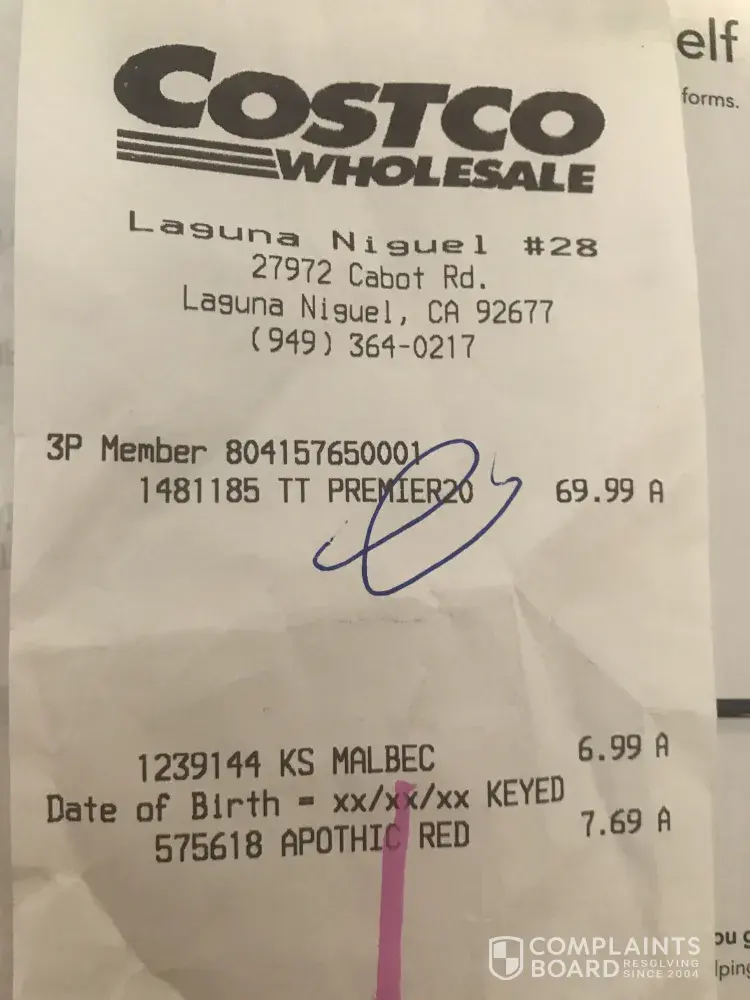 elf
forms.
COSTCO
WHOLESALE
Laguna Niguel #28
27972 Cabot Rd.
Laguna Niguel, CA 92677
(949) 364-0217
3P Member 804157650001
1481185 TT PREMIER20 69.99 A
1239144 KS MALBEC 6.99 A
Date of Birth = xx/xx/xx KEYED
575618 APOTHIC RED 7.69 A
COMPLAINTS
BOARD RESOLVING
SINCE 2004